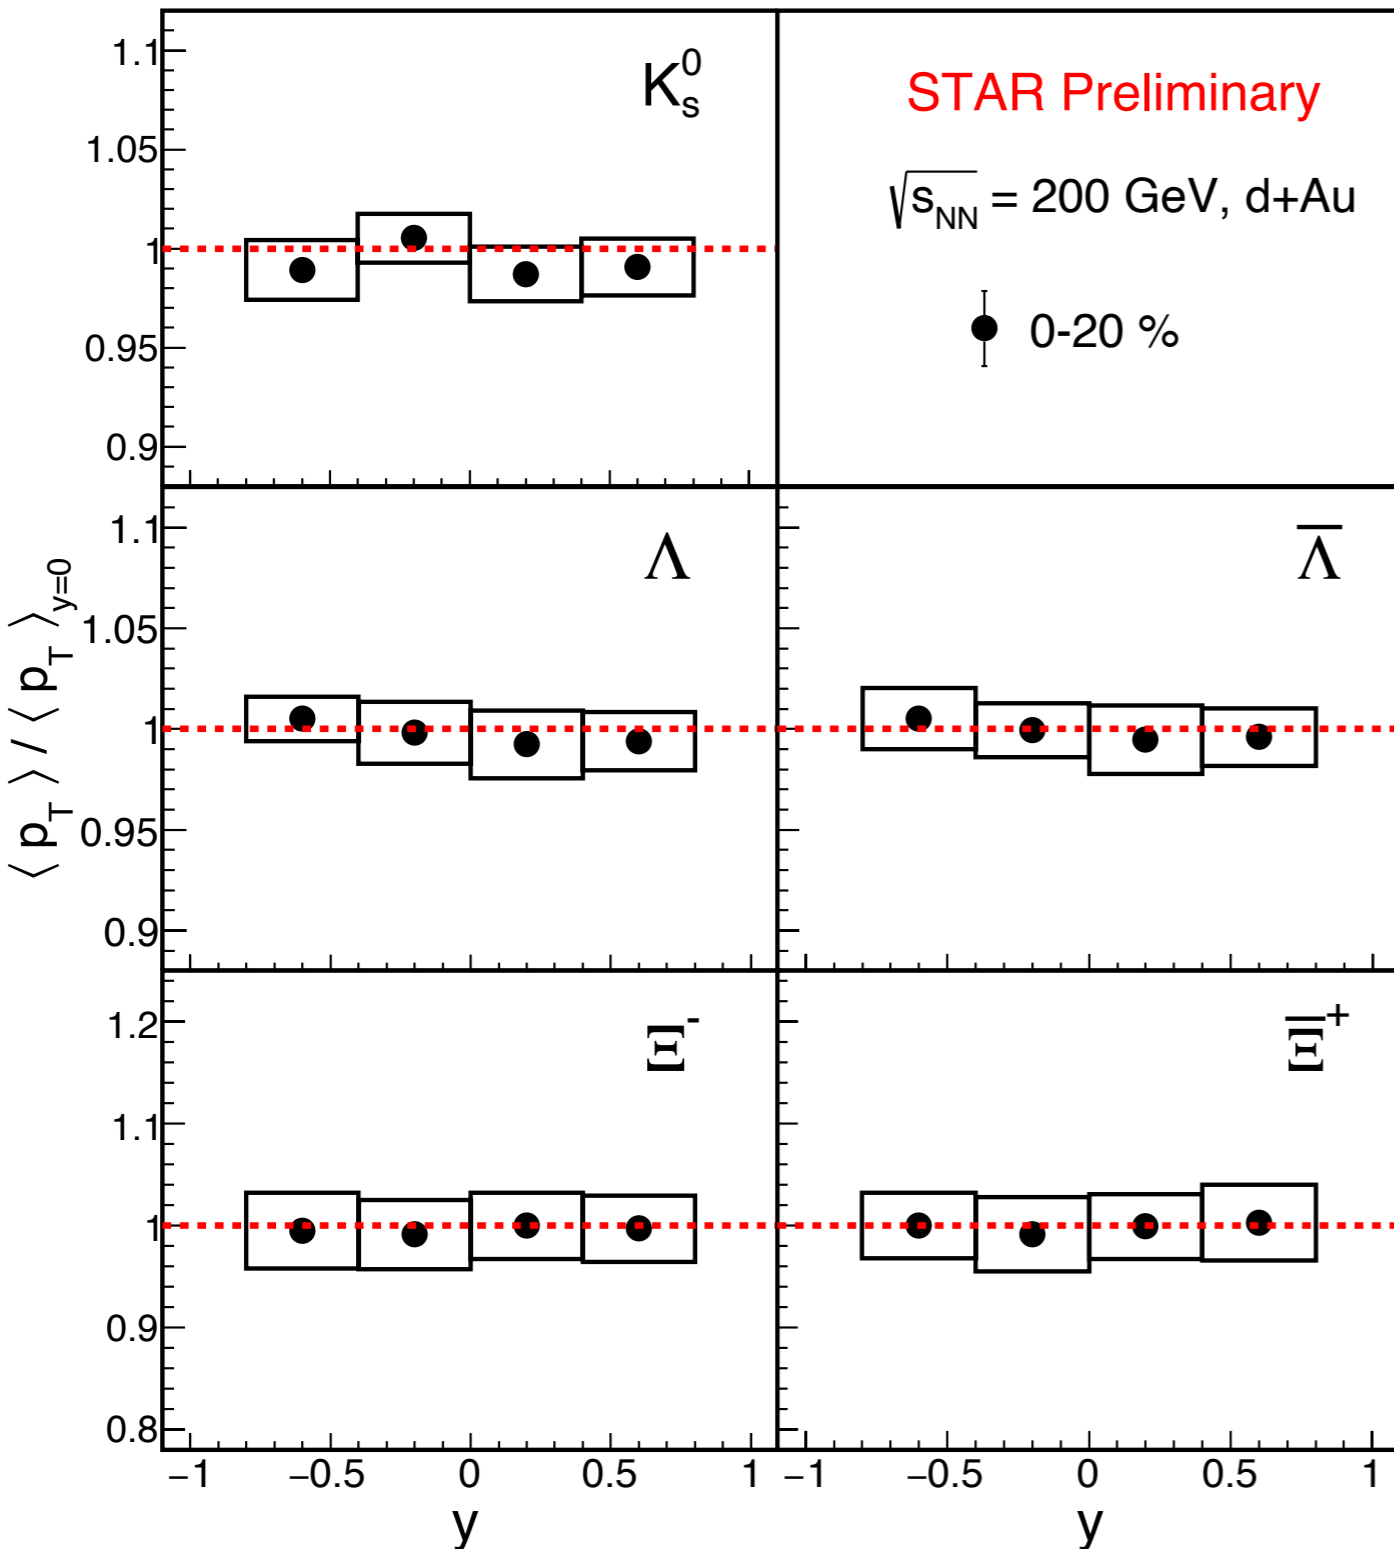 1.1
1.05
1
0.95
0.9
K⁰ₛ
STAR Preliminary
√s_NN = 200 GeV, d+Au
0-20 %
⟨p_T⟩ / ⟨p_T⟩_y=0
1.1
1.05
1
0.95
0.9
Λ
Λ̅
1.2
1.1
1
0.9
0.8
Ξ⁻
Ξ̅⁺
−1 −0.5 0 0.5 1 −1 −0.5 0 0.5 1
y y